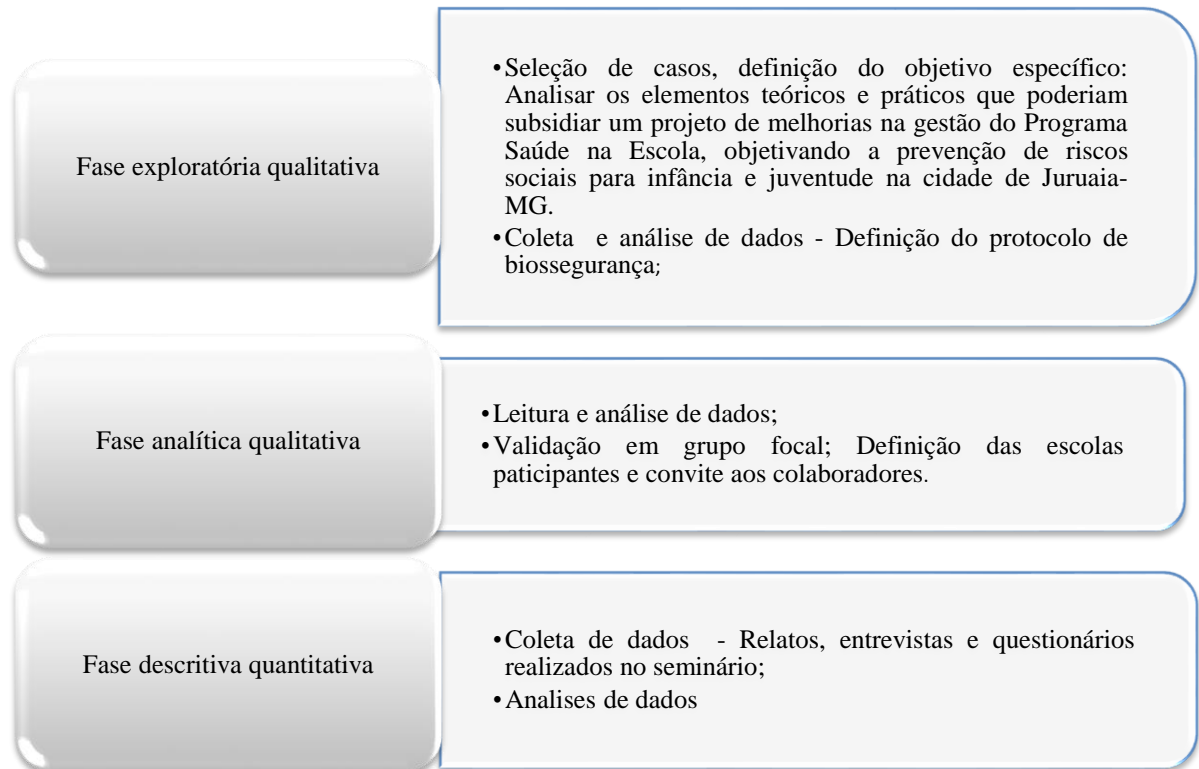 Fase exploratória qualitativa
•Seleção de casos, definição do objetivo específico:
Analisar os elementos teóricos e práticos que poderiam
subsidiar um projeto de melhorias na gestão do Programa
Saúde na Escola, objetivando a prevenção de riscos
sociais para infância e juventude na cidade de Juruaia-
MG.
•Coleta e análise de dados - Definição do protocolo de
biossegurança;
Fase analítica qualitativa
•Leitura e análise de dados;
•Validação em grupo focal; Definição das escolas
paticipantes e convite aos colaboradores.
Fase descritiva quantitativa
•Coleta de dados - Relatos, entrevistas e questionários
realizados no seminário;
•Analises de dados